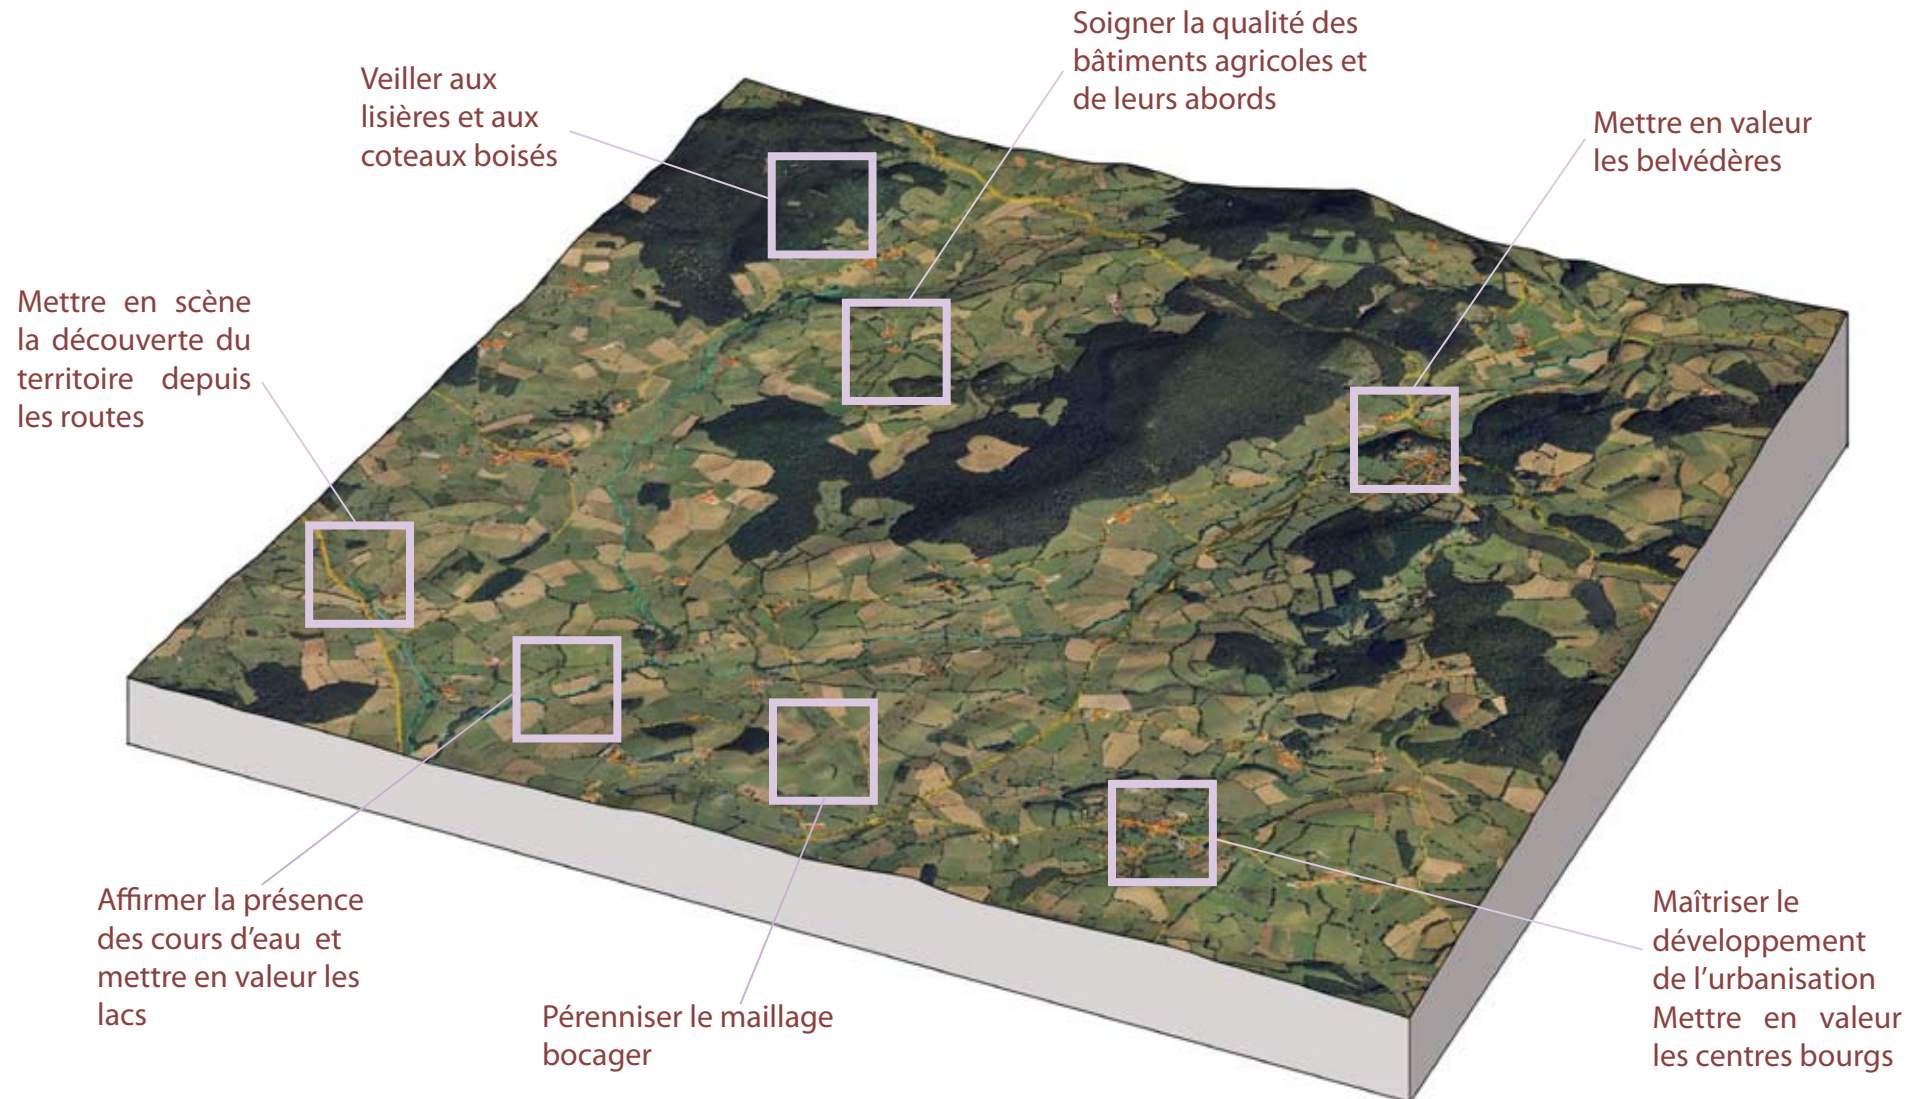 Soigner la qualité des
bâtiments agricoles et
de leurs abords
Veiller aux
lisières et aux
coteaux boisés
Mettre en valeur
les belvédères
Mettre en scène
la découverte du
territoire depuis
les routes
Affirmer la présence
des cours d'eau et
mettre en valeur les
lacs
Pérenniser le maillage
bocager
Maîtriser le
développement
de l'urbanisation
Mettre en valeur
les centres bourgs